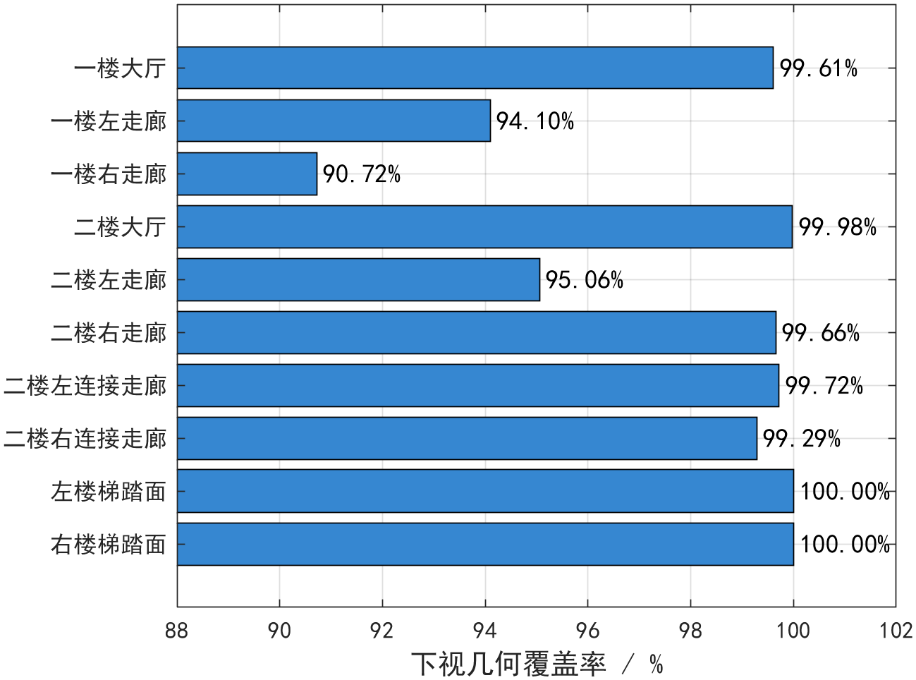 一楼大厅 99.61%
一楼左走廊 94.10%
一楼右走廊 90.72%
二楼大厅 99.98%
二楼左走廊 95.06%
二楼右走廊 99.66%
二楼左连接走廊 99.72%
二楼右连接走廊 99.29%
左楼梯踏面 100.00%
右楼梯踏面 100.00%
88 90 92 94 96 98 100 102
下视几何覆盖率 / %